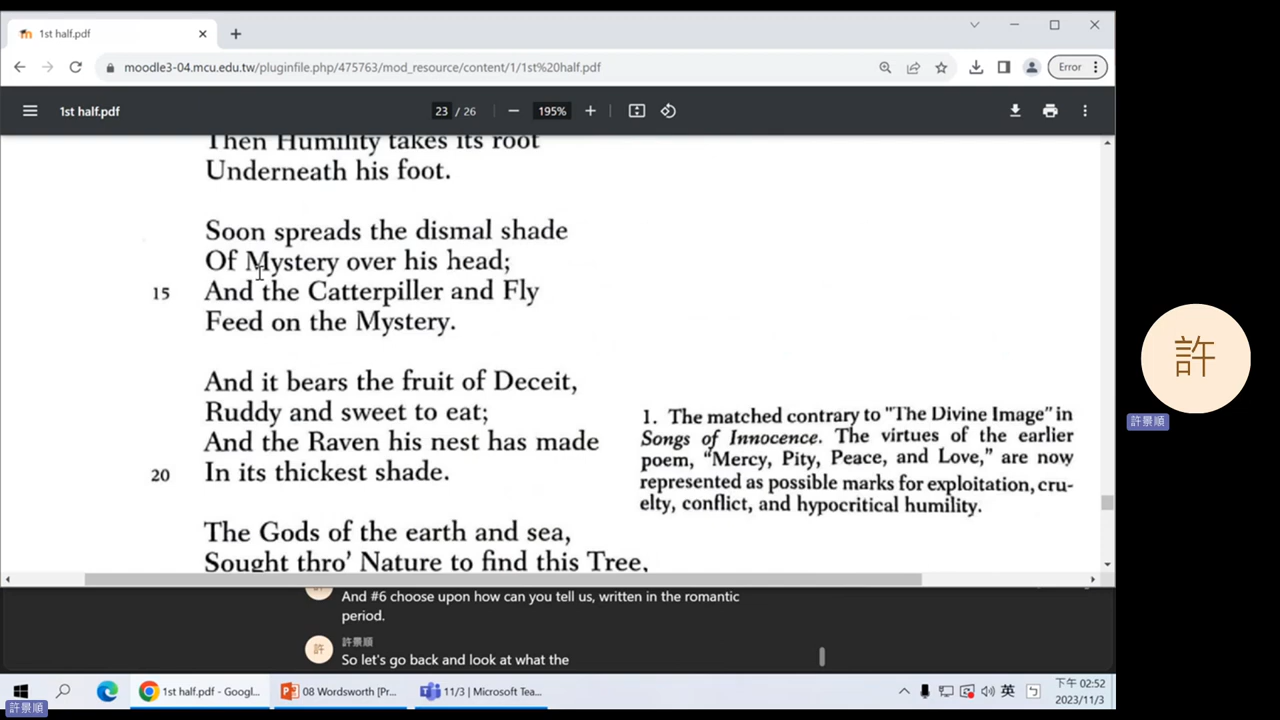 1st half.pdf
moodle3-04.mcu.edu.tw/pluginfile.php/475763/mod_resource/content/1/1st%20half.pdf
Error
1st half.pdf
23 / 26
195%
Then Humility takes its root
Underneath his foot.
Soon spreads the dismal shade
Of Mystery over his head;
15 And the Catterpiller and Fly
Feed on the Mystery.
And it bears the fruit of Deceit,
Ruddy and sweet to eat;
And the Raven his nest has made
20 In its thickest shade.
The Gods of the earth and sea,
Sought thro' Nature to find this Tree,
1. The matched contrary to "The Divine Image" in
Songs of Innocence. The virtues of the earlier
poem, "Mercy, Pity, Peace, and Love," are now
represented as possible marks for exploitation, cru-
elty, conflict, and hypocritical humility.
許
許景順
許
And #6 choose upon how can you tell us, written in the romantic
period.
許
許景順
So let's go back and look at what the
1st half.pdf - Googl...
08 Wordsworth [Pr...
11/3 | Microsoft Tea...
英
下午 02:52
2023/11/3
許景順